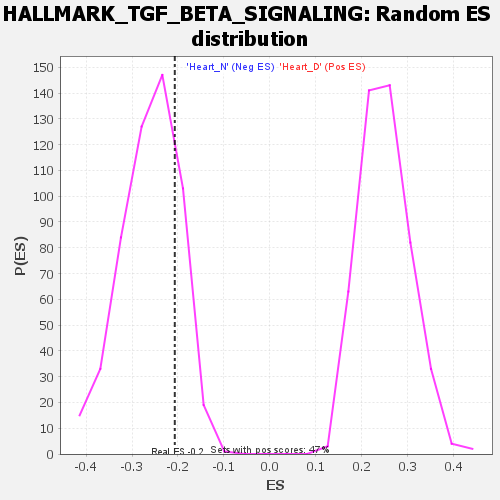 HALLMARK_TGF_BETA_SIGNALING: Random ES
distribution
'Heart_N' (Neg ES) 'Heart_D' (Pos ES)
150
140
130
120
110
100
90
80
70
60
50
40
30
20
10
0
P(ES)
Real ES -0.2
Sets with pos scores: 47%
-0.4 -0.3 -0.2 -0.1 0.0 0.1 0.2 0.3 0.4
ES